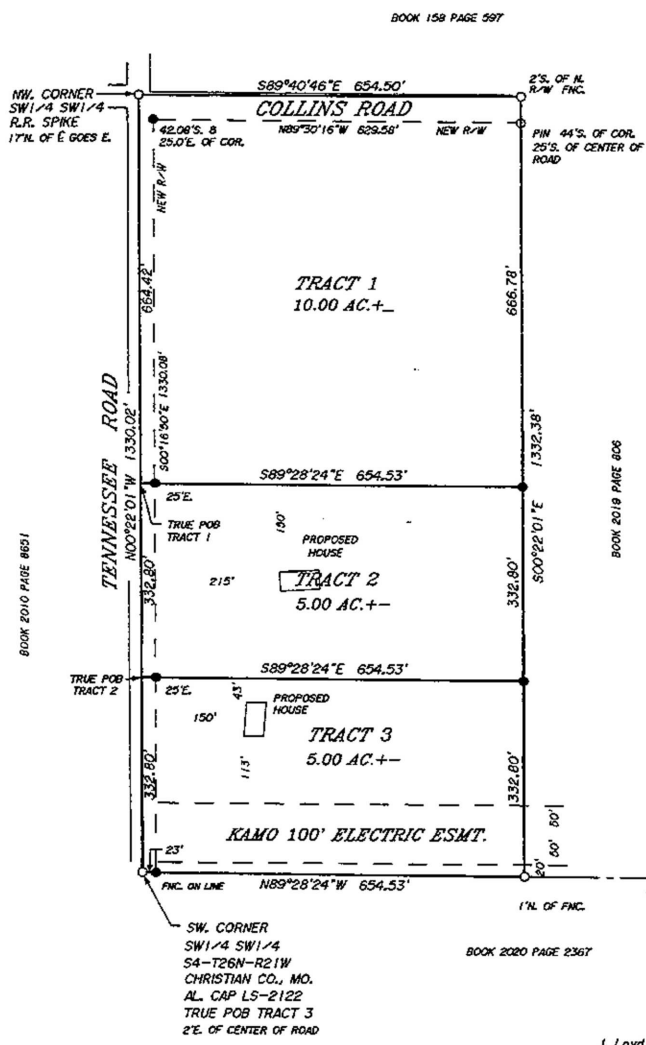 BOOK 158 PAGE 597
S89°40'46"E 654.50'
2'S. OF N.
R/W FNC.
NW. CORNER
SW1/4 SW1/4
R.R. SPIKE
17'N. OF ₵ GOES E.
COLLINS ROAD
42.08'S. &
25.0'E. OF COR.
N89°30'16"W 629.58'
NEW R/W
PIN 44'S. OF COR.
25'S. OF CENTER OF
ROAD
NEW R/W
664.42'
666.78'
TRACT 1
10.00 AC.+_
S00°16'50"E 1330.08'
TENNESSEE ROAD
N00°22'01"W 1330.02'
1332.38'
S00°22'01"E
BOOK 2019 PAGE 806
BOOK 2010 PAGE 8651
S89°28'24"E 654.53'
25'E.
TRUE POB
TRACT 1
150'
PROPOSED
HOUSE
215'
TRACT 2
5.00 AC.+-
332.80'
332.80'
S89°28'24"E 654.53'
TRUE POB
TRACT 2
25'E.
43'
PROPOSED
HOUSE
150'
TRACT 3
5.00 AC.+-
113'
332.80'
332.80'
KAMO 100' ELECTRIC ESMT.
50'
50'
20'
23'
FNC. ON LINE
N89°28'24"W 654.53'
1'N. OF FNC.
SW. CORNER
SW1/4 SW1/4
S4-T26N-R21W
CHRISTIAN CO., MO.
AL. CAP LS-2122
TRUE POB TRACT 3
2'E. OF CENTER OF ROAD
BOOK 2020 PAGE 2367